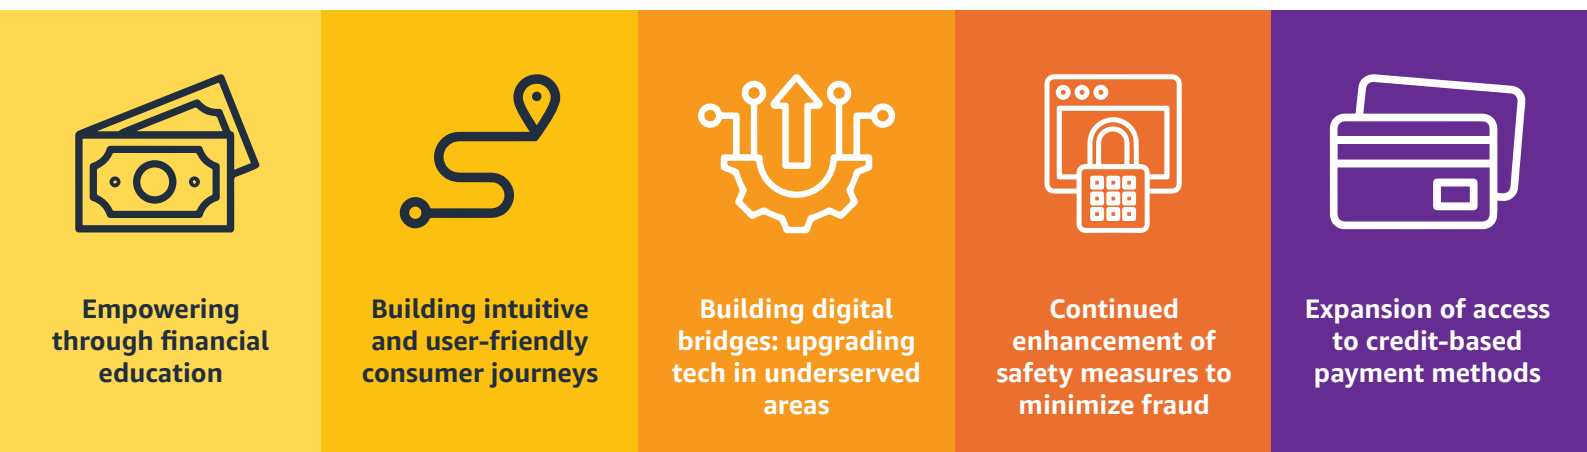 Empowering
through financial
education
Building intuitive
and user-friendly
consumer journeys
Building digital
bridges: upgrading
tech in underserved
areas
Continued
enhancement of
safety measures to
minimize fraud
Expansion of access
to credit-based
payment methods